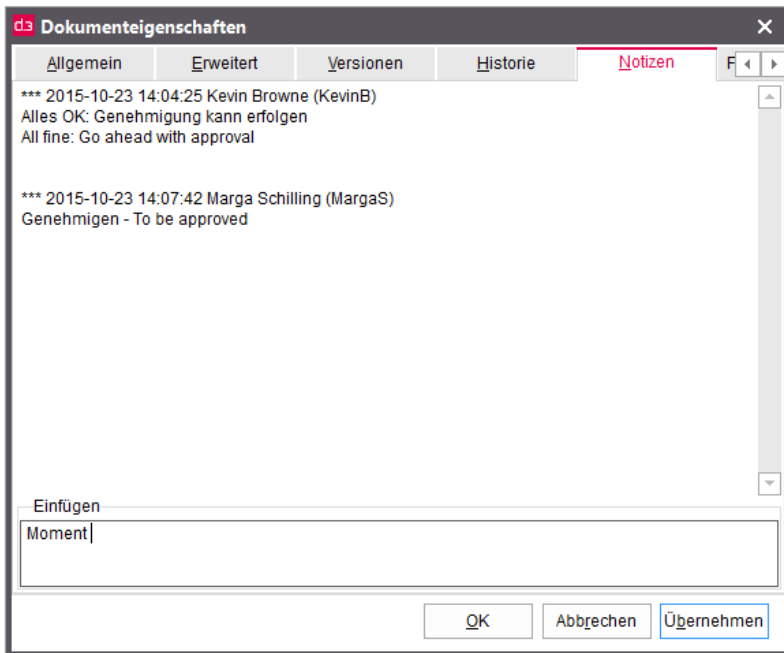 d3 Dokumenteigenschaften
Allgemein Erweitert Versionen Historie Notizen F
*** 2015-10-23 14:04:25 Kevin Browne (KevinB)
Alles OK: Genehmigung kann erfolgen
All fine: Go ahead with approval
*** 2015-10-23 14:07:42 Marga Schilling (MargaS)
Genehmigen - To be approved
Einfügen
Moment
OK Abbrechen Übernehmen